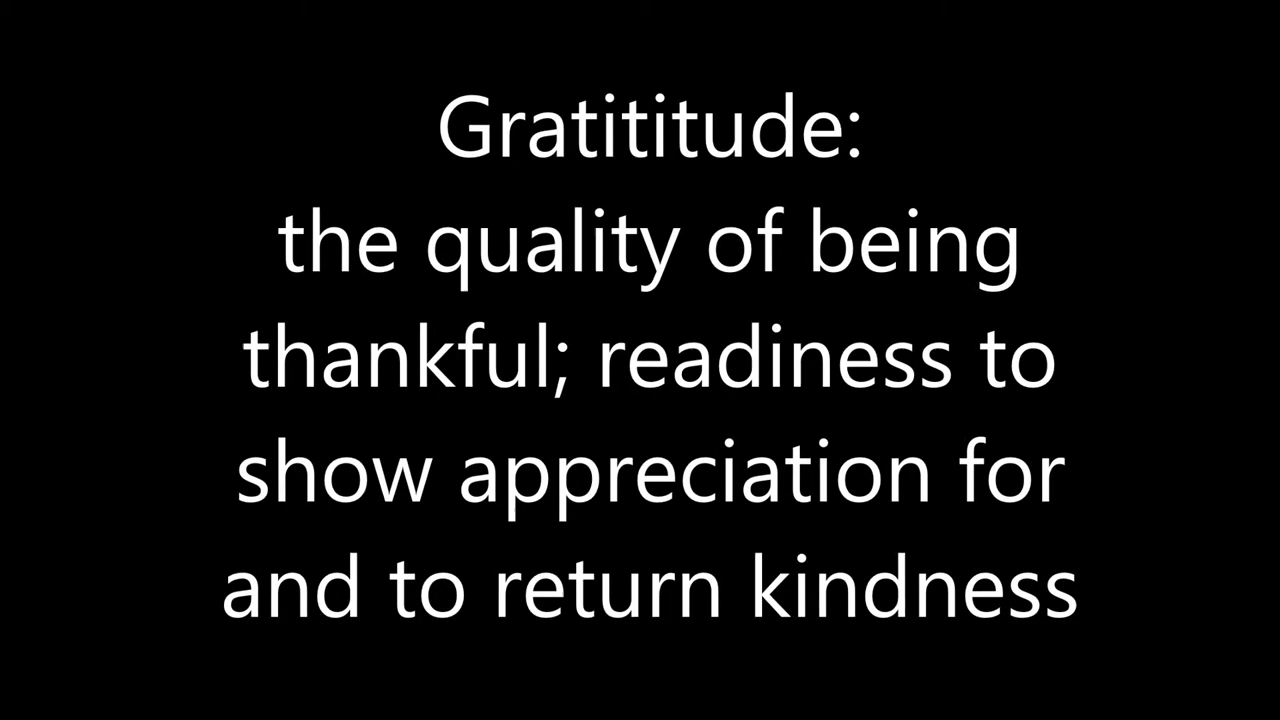 Gratititude:
the quality of being
thankful; readiness to
show appreciation for
and to return kindness